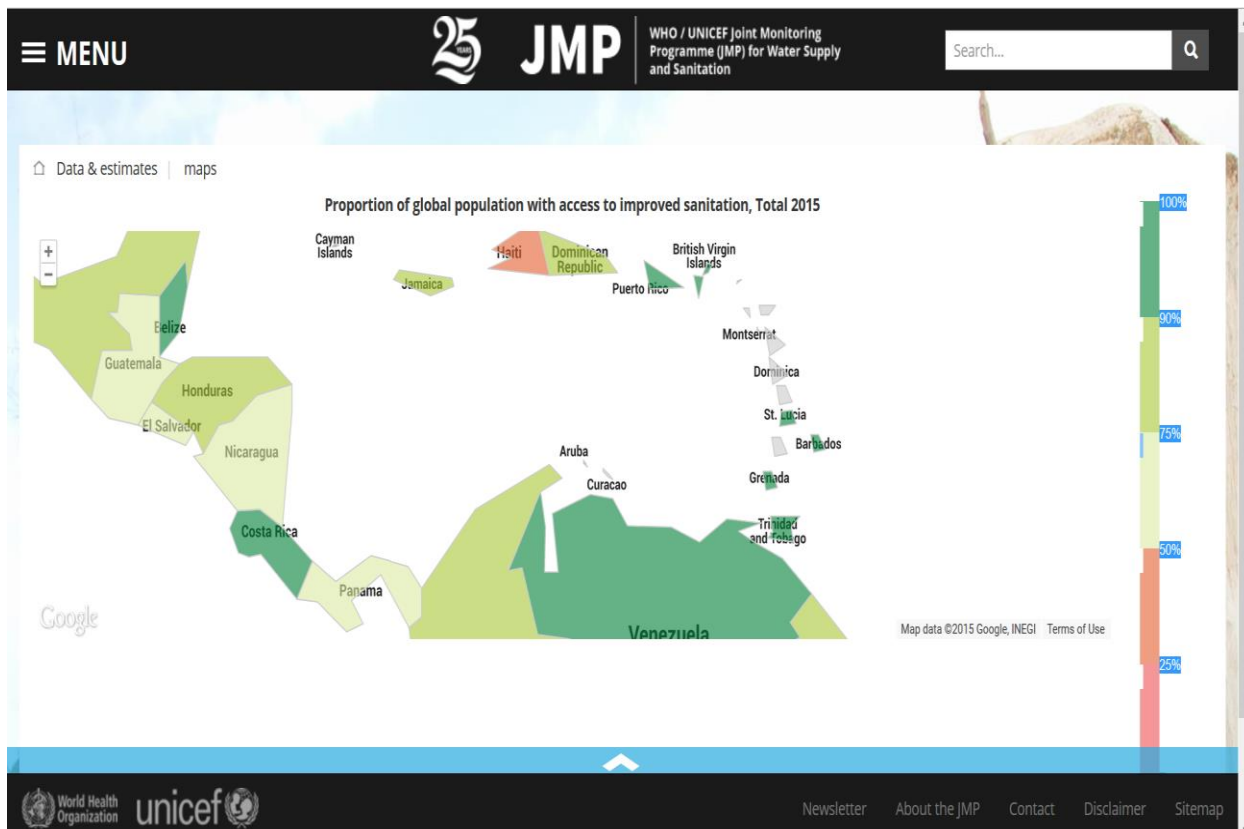 MENU
25
YEARS
JMP
WHO / UNICEF Joint Monitoring
Programme (JMP) for Water Supply
and Sanitation
Search...
Data & estimates | maps
Proportion of global population with access to improved sanitation, Total 2015
100%
90%
75%
50%
25%
+
-
Cayman
Islands
Haiti
Dominican
Republic
British Virgin
Islands
Jamaica
Puerto Rico
Belize
Montserrat
Guatemala
Dominica
Honduras
St. Lucia
El Salvador
Barbados
Nicaragua
Aruba
Grenada
Curacao
Costa Rica
Trinidad
and Tobago
Panama
Google
Venezuela
Map data ©2015 Google, INEGI
Terms of Use
World Health
Organization
unicef
Newsletter
About the JMP
Contact
Disclaimer
Sitemap